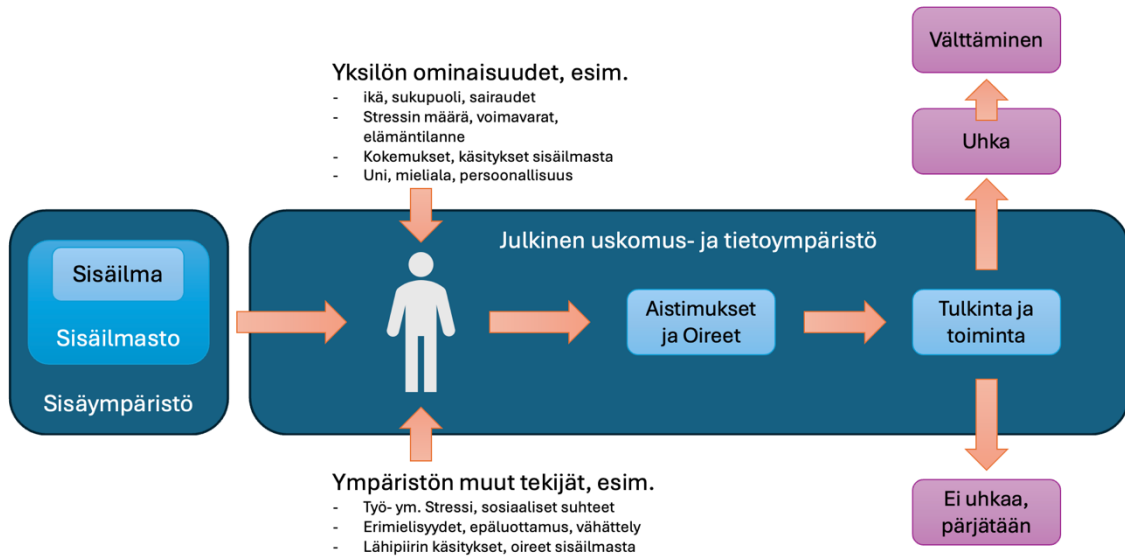 Välttäminen
Uhka
Yksilön ominaisuudet, esim.
- ikä, sukupuoli, sairaudet
- Stressin määrä, voimavarat,
elämäntilanne
- Kokemukset, käsitykset sisäilmasta
- Uni, mieliala, persoonallisuus
Julkinen uskomus- ja tietoympäristö
Sisäilma
Sisäilmasto
Sisäympäristö
Aistimukset
ja Oireet
Tulkinta ja
toiminta
Ympäristön muut tekijät, esim.
- Työ- ym. Stressi, sosiaaliset suhteet
- Erimielisyydet, epäluottamus, vähättely
- Lähipiirin käsitykset, oireet sisäilmasta
Ei uhkaa,
pärjätään